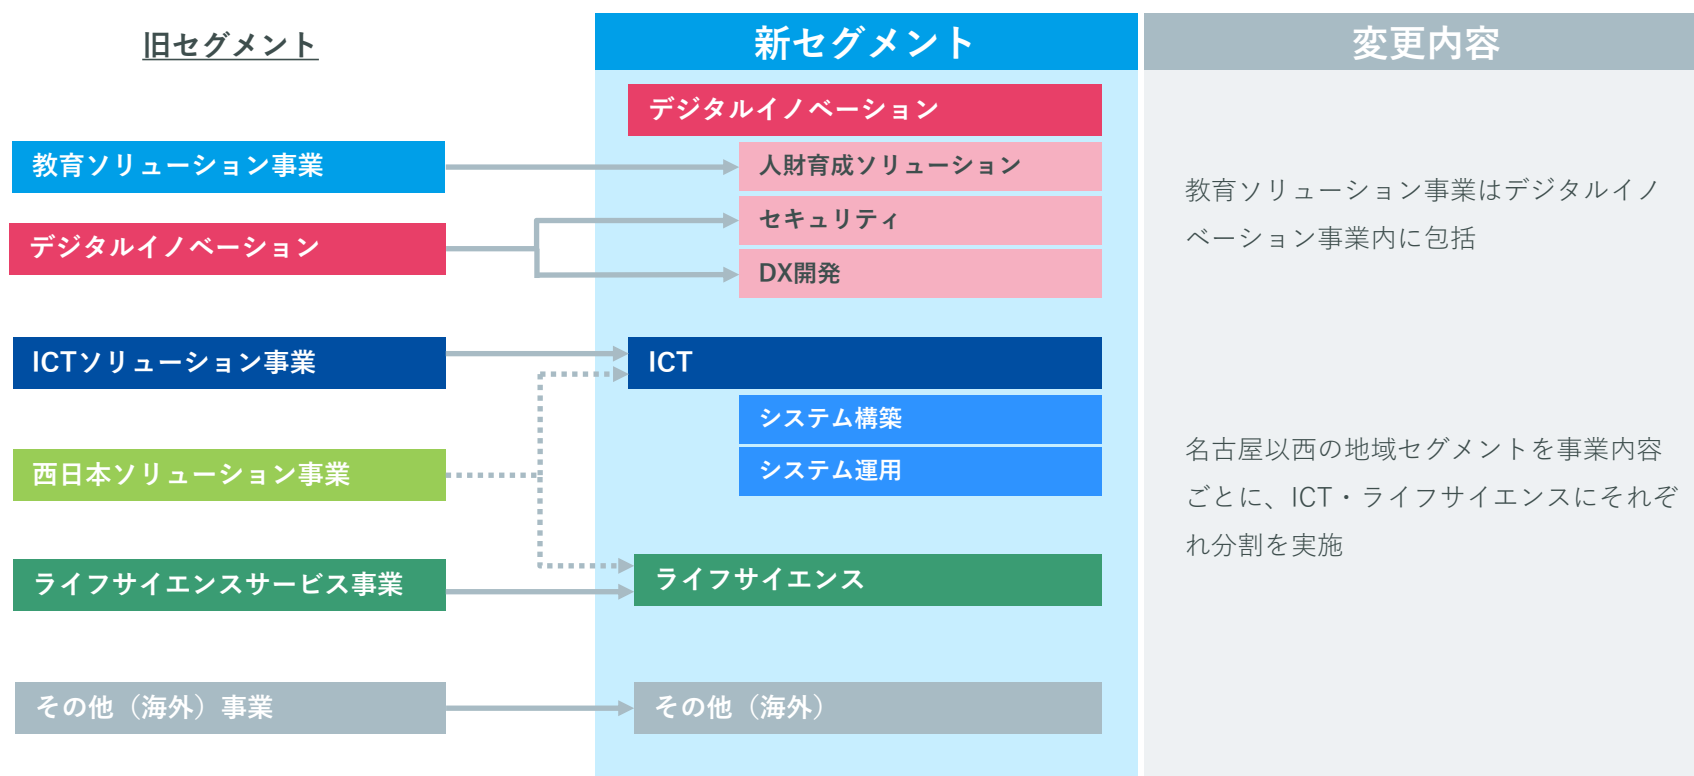 旧セグメント
新セグメント
変更内容
デジタルイノベーション
教育ソリューション事業
人財育成ソリューション
セキュリティ
デジタルイノベーション
DX開発
教育ソリューション事業はデジタルイノ
ベーション事業内に包括
ICTソリューション事業
ICT
システム構築
西日本ソリューション事業
システム運用
名古屋以西の地域セグメントを事業内容
ごとに、ICT・ライフサイエンスにそれぞ
れ分割を実施
ライフサイエンスサービス事業
ライフサイエンス
その他（海外）事業
その他（海外）